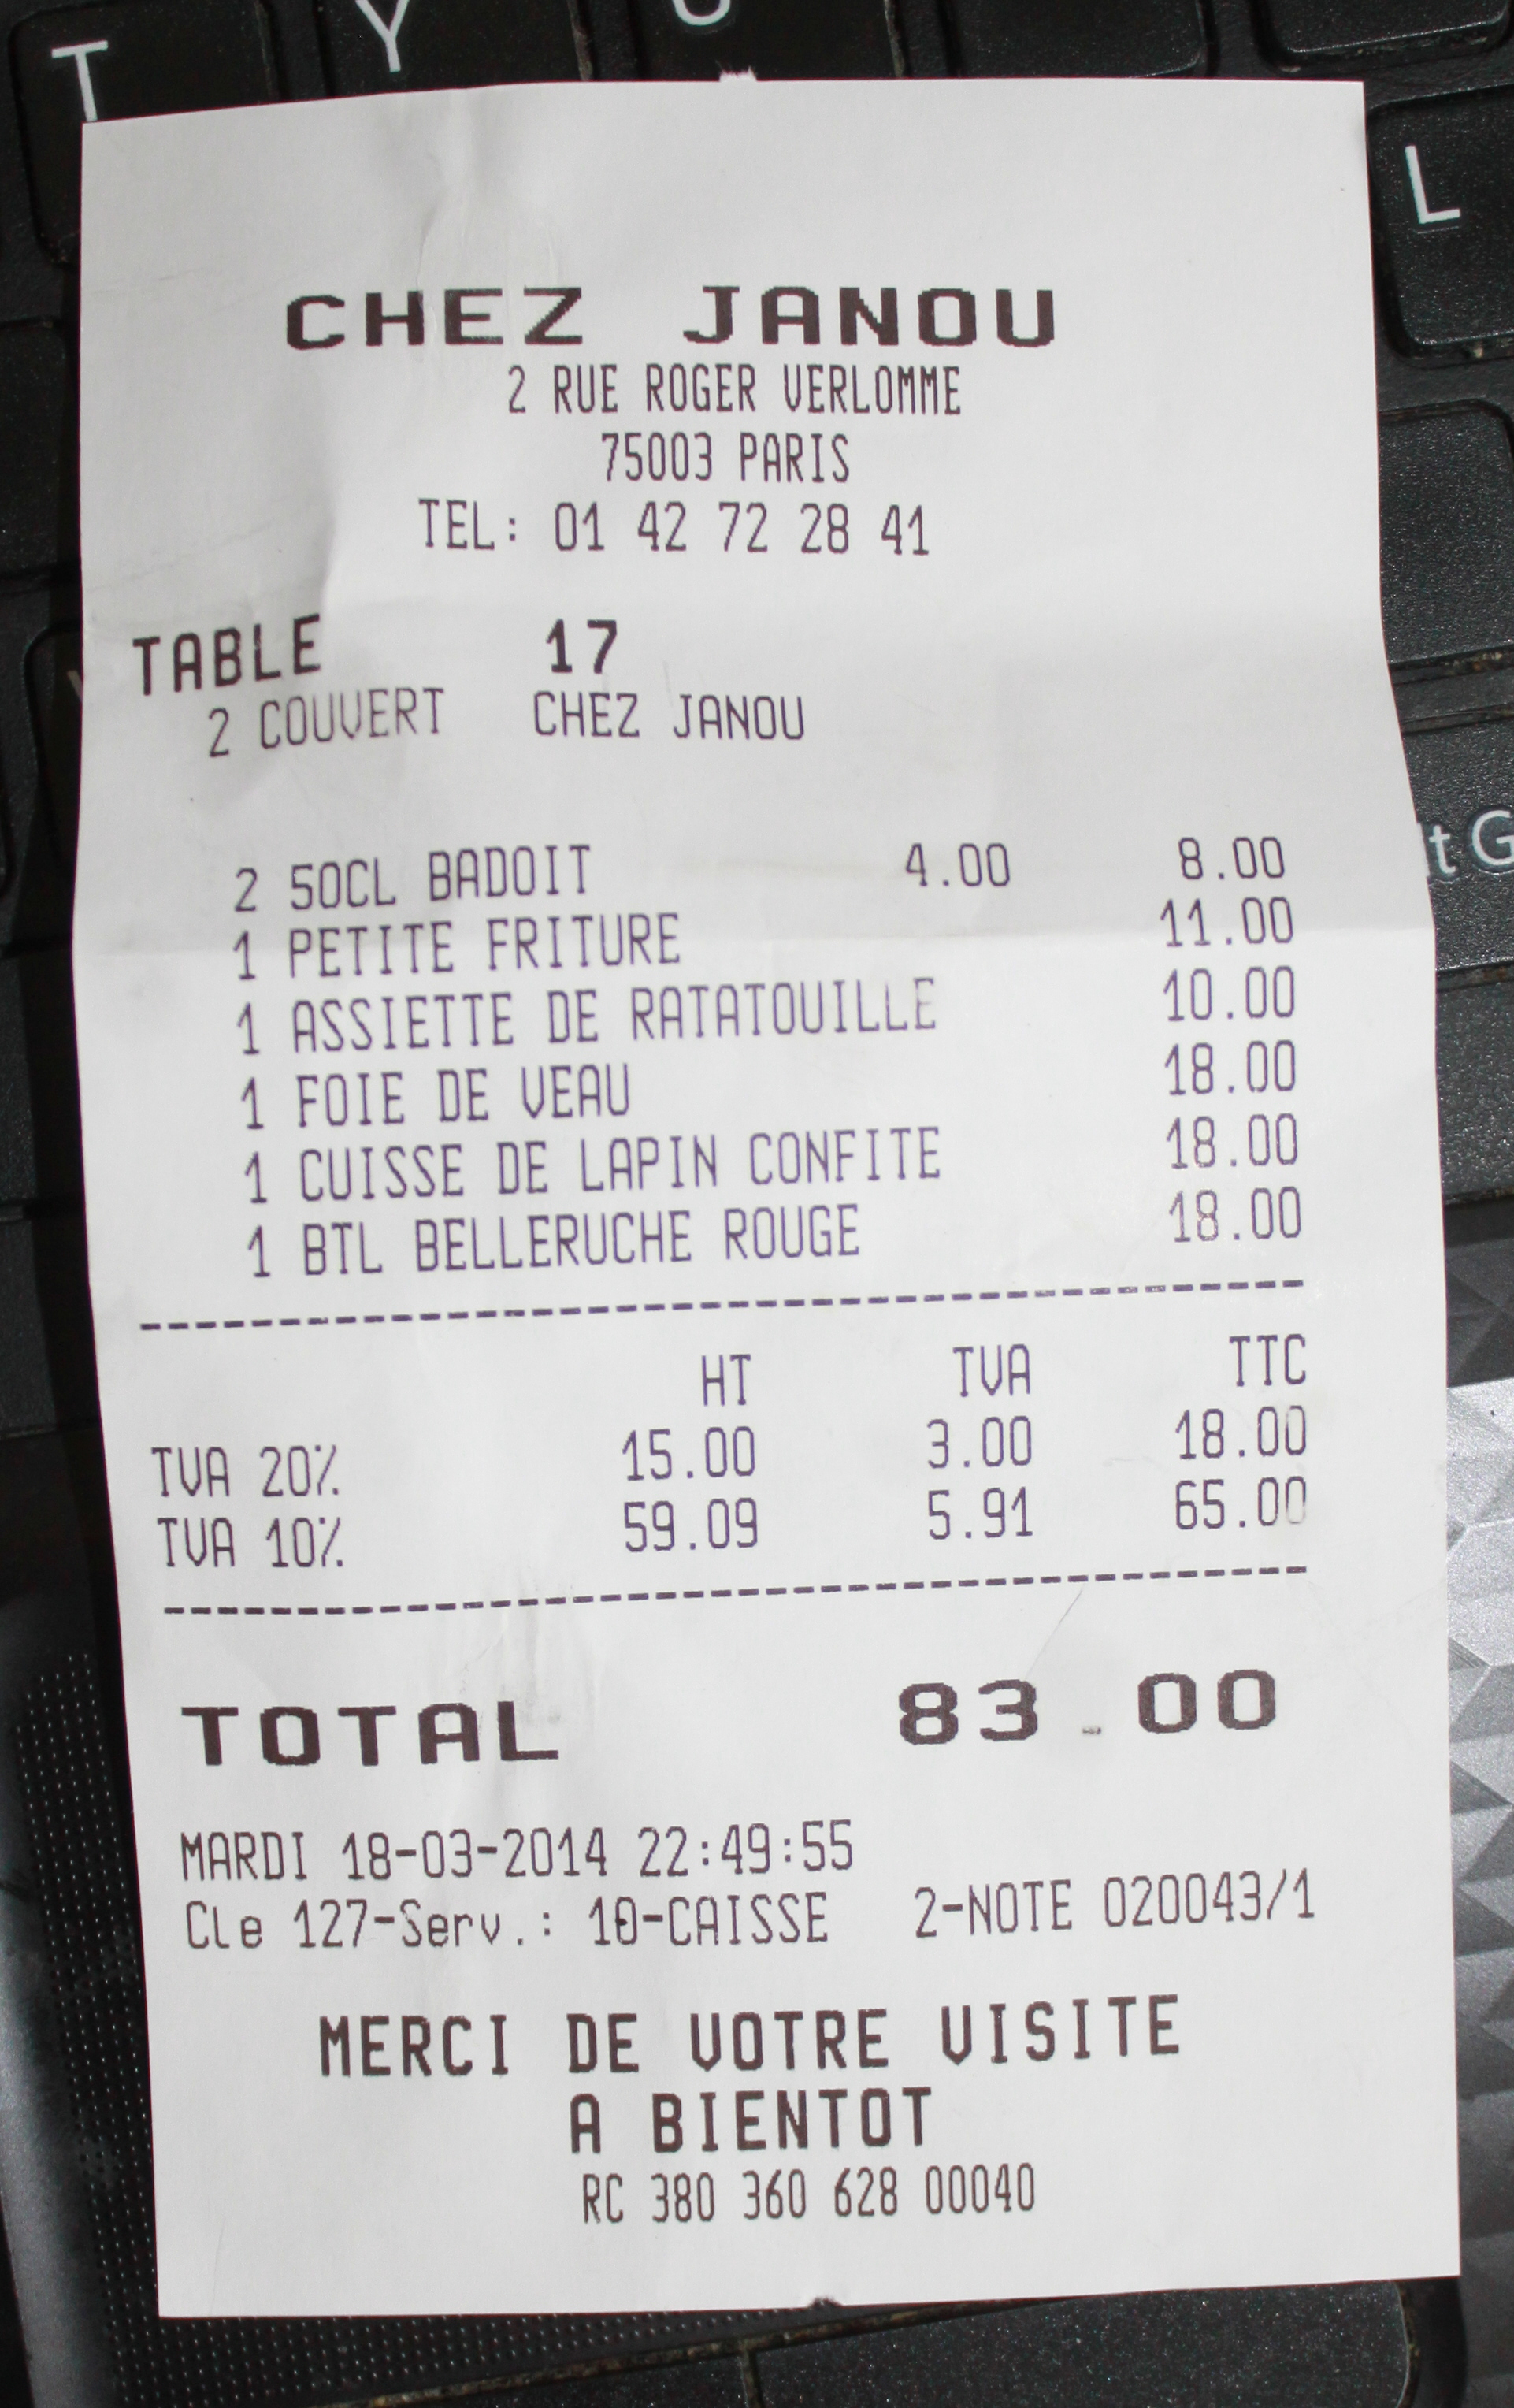 T Y U
L
CHEZ JANOU
2 RUE ROGER VERLOMME
75003 PARIS
TEL: 01 42 72 28 41
TABLE 17
2 COUVERT CHEZ JANOU
t G
2 50CL BADOIT 4.00 8.00
1 PETITE FRITURE 11.00
1 ASSIETTE DE RATATOUILLE 10.00
1 FOIE DE VEAU 18.00
1 CUISSE DE LAPIN CONFITE 18.00
1 BTL BELLERUCHE ROUGE 18.00
--------------------------------------------
HT TVA TTC
TVA 20% 15.00 3.00 18.00
TVA 10% 59.09 5.91 65.00
--------------------------------------------
TOTAL 83.00
MARDI 18-03-2014 22:49:55
Cle 127-Serv.: 10-CAISSE 2-NOTE 020043/1
MERCI DE VOTRE VISITE
A BIENTOT
RC 380 360 628 00040